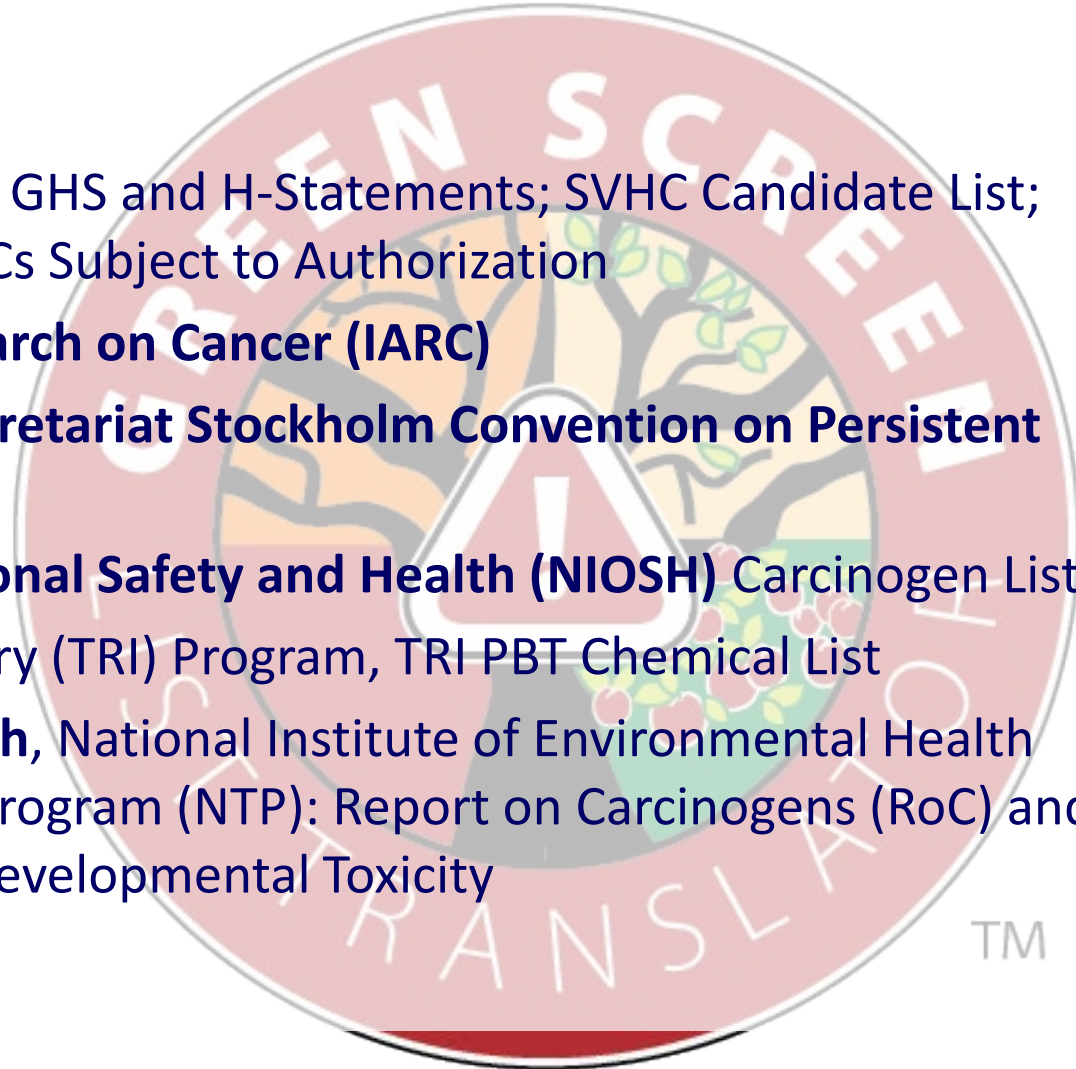 GREEN SCREEN
GHS and H-Statements; SVHC Candidate List;
Cs Subject to Authorization
arch on Cancer (IARC)
retariat Stockholm Convention on Persistent
!
onal Safety and Health (NIOSH) Carcinogen List
ry (TRI) Program, TRI PBT Chemical List
h, National Institute of Environmental Health
rogram (NTP): Report on Carcinogens (RoC) and
evelopmental Toxicity
LIST TRANSLATOR
TM